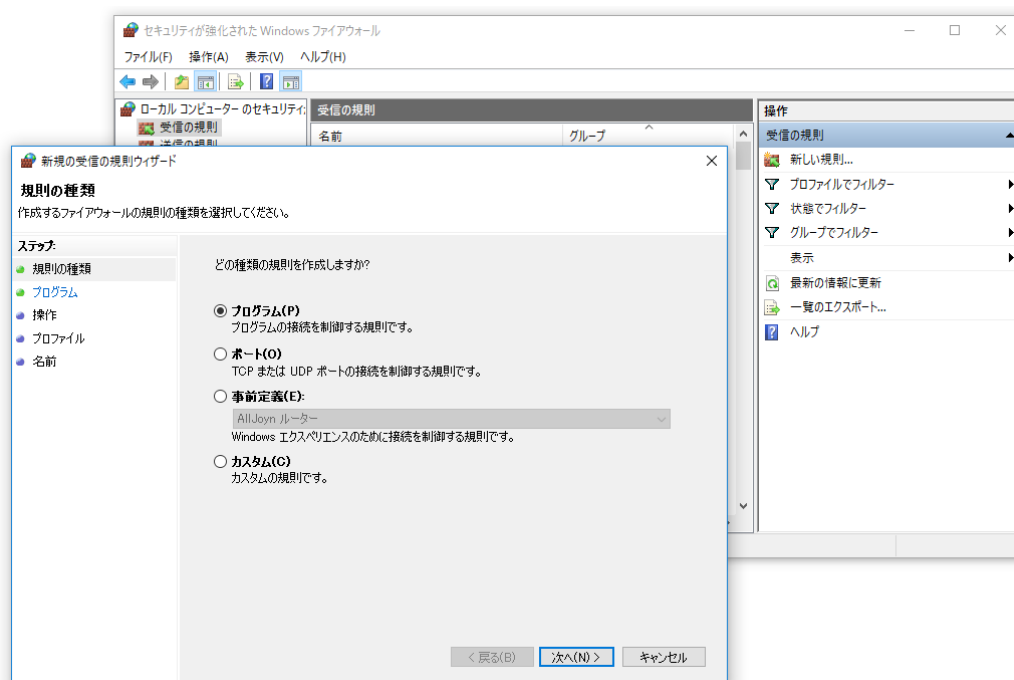 セキュリティが強化された Windows ファイアウォール
ファイル(F) 操作(A) 表示(V) ヘルプ(H)
ローカル コンピューター のセキュリティ
受信の規則
送信の規則
受信の規則
名前 グループ
操作
受信の規則
新しい規則...
プロファイルでフィルター
状態でフィルター
グループでフィルター
表示
最新の情報に更新
一覧のエクスポート...
ヘルプ
新規の受信の規則ウィザード
規則の種類
作成するファイアウォールの規則の種類を選択してください。
ステップ:
規則の種類
プログラム
操作
プロファイル
名前
どの種類の規則を作成しますか?
プログラム(P)
プログラムの接続を制御する規則です。
ポート(O)
TCP または UDP ポートの接続を制御する規則です。
事前定義(E):
AllJoyn ルーター
Windows エクスペリエンスのために接続を制御する規則です。
カスタム(C)
カスタムの規則です。
< 戻る(B) 次へ(N) > キャンセル